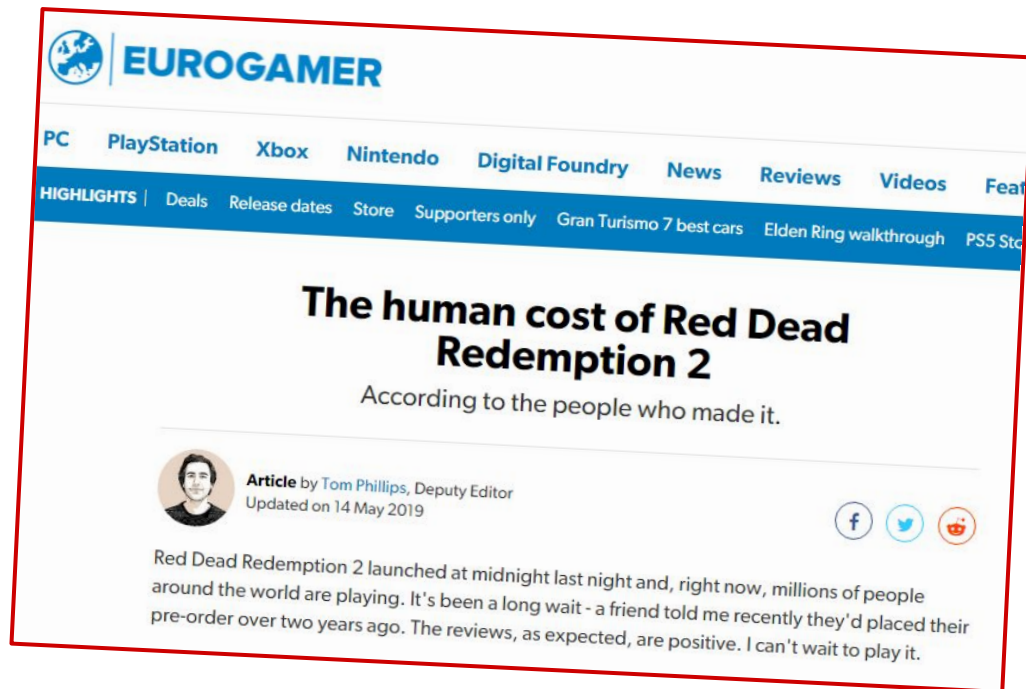 EUROGAMER
PC PlayStation Xbox Nintendo Digital Foundry News Reviews Videos Feat
HIGHLIGHTS | Deals Release dates Store Supporters only Gran Turismo 7 best cars Elden Ring walkthrough PS5 Sto
The human cost of Red Dead
Redemption 2
According to the people who made it.
Article by Tom Phillips, Deputy Editor
Updated on 14 May 2019
Red Dead Redemption 2 launched at midnight last night and, right now, millions of people
around the world are playing. It's been a long wait - a friend told me recently they'd placed their
pre-order over two years ago. The reviews, as expected, are positive. I can't wait to play it.